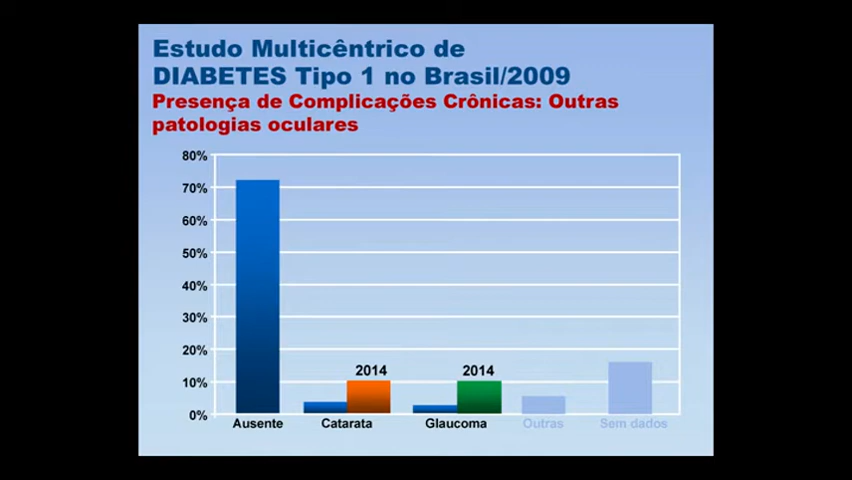 Estudo Multicêntrico de
DIABETES Tipo 1 no Brasil/2009
Presença de Complicações Crônicas: Outras
patologias oculares
80%
70%
60%
50%
40%
30%
20%
10%
0%
2014
2014
Ausente
Catarata
Glaucoma
Outras
Sem dados